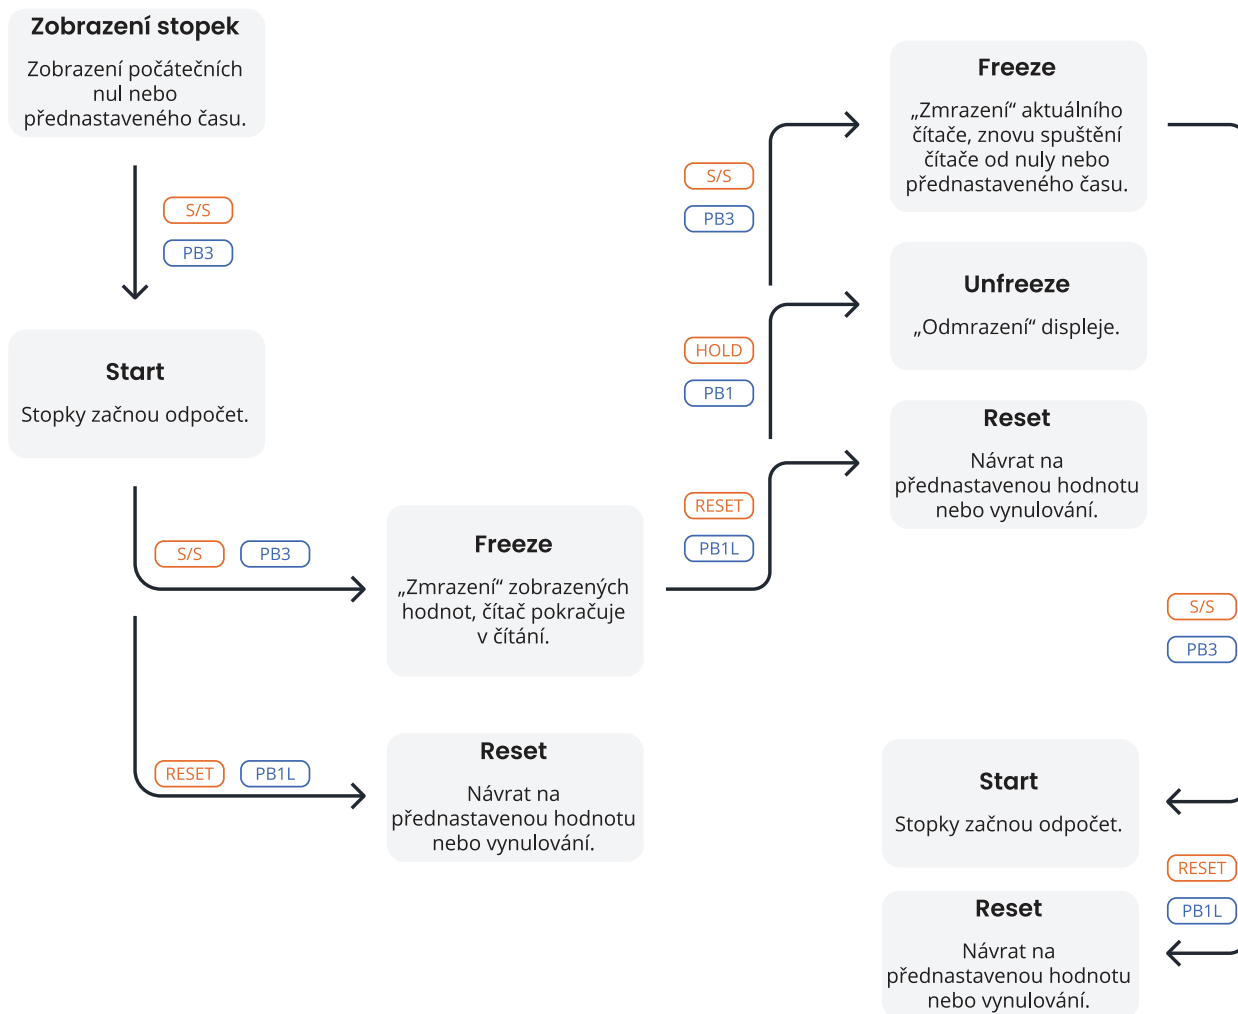 Zobrazení stopek
Zobrazení počátečních
nul nebo
přednastaveného času.
S/S
PB3
Start
Stopky začnou odpočet.
S/S PB3
RESET PB1L
Freeze
„Zmrazení“ zobrazených
hodnot, čítač pokračuje
v čítání.
Reset
Návrat na
přednastavenou hodnotu
nebo vynulování.
S/S
PB3
HOLD
PB1
RESET
PB1L
Freeze
„Zmrazení“ aktuálního
čítače, znovu spuštění
čítače od nuly nebo
přednastaveného času.
Unfreeze
„Odmrazení“ displeje.
Reset
Návrat na
přednastavenou hodnotu
nebo vynulování.
S/S
PB3
Start
Stopky začnou odpočet.
RESET
PB1L
Reset
Návrat na
přednastavenou hodnotu
nebo vynulování.